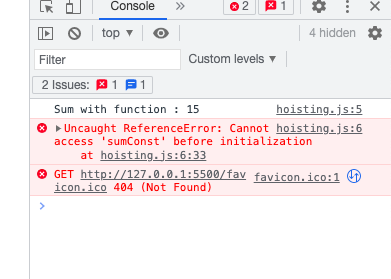 Console
2
1
top
4 hidden
Filter
Custom levels
2 Issues: 1 1
Sum with function : 15 hoisting.js:5
Uncaught ReferenceError: Cannot hoisting.js:6
access 'sumConst' before initialization
at hoisting.js:6:33
GET http://127.0.0.1:5500/fav favicon.ico:1
icon.ico 404 (Not Found)